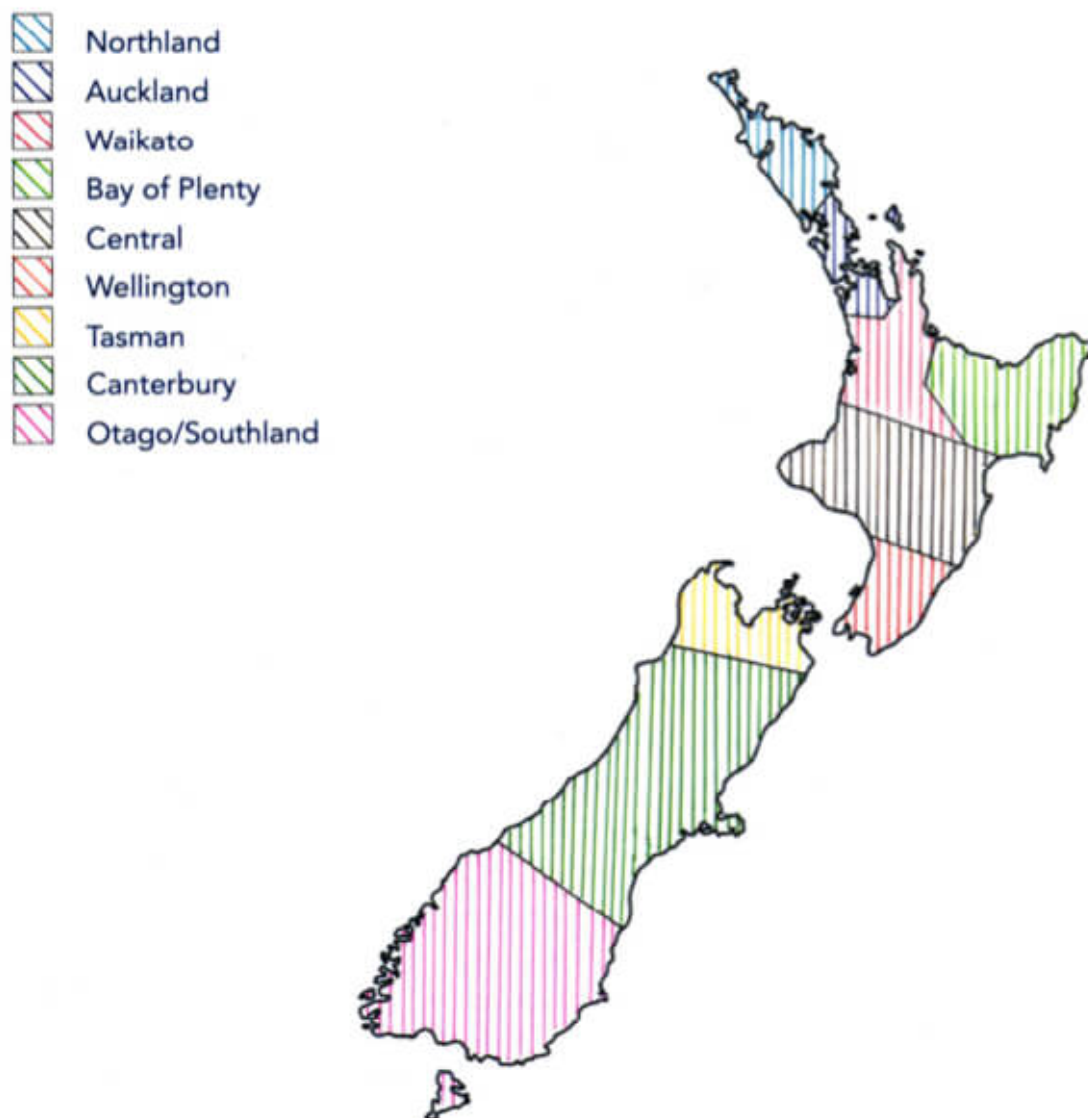 Northland
Auckland
Waikato
Bay of Plenty
Central
Wellington
Tasman
Canterbury
Otago/Southland